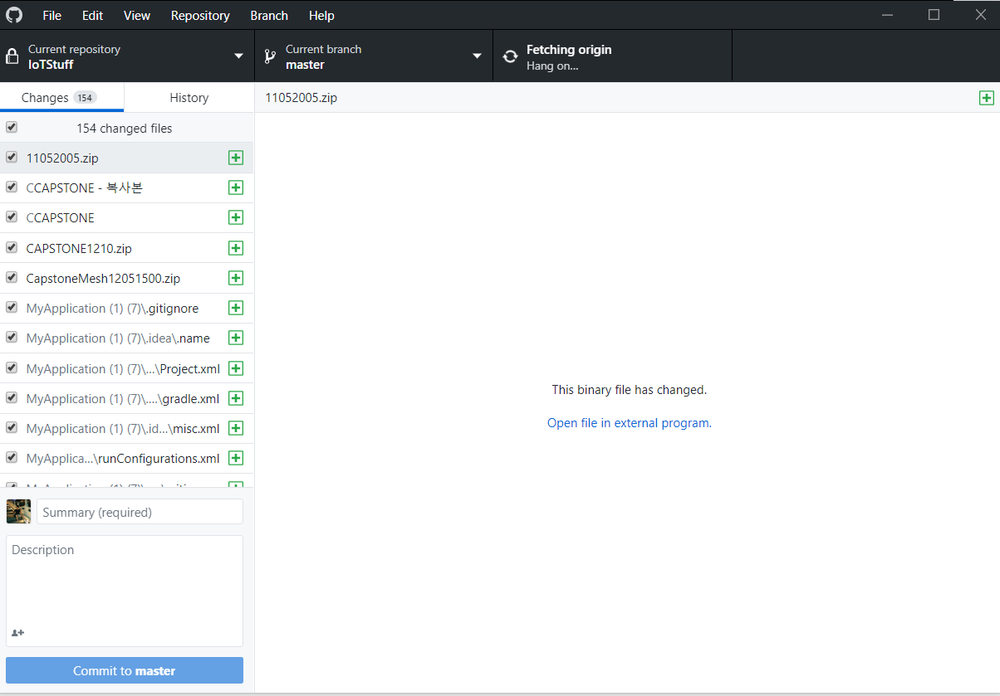 File Edit View Repository Branch Help
Current repository
IoTStuff
Current branch
master
Fetching origin
Hang on...
Changes 154
History
11052005.zip
154 changed files
11052005.zip
CCAPSTONE - 복사본
CCAPSTONE
CAPSTONE1210.zip
CapstoneMesh12051500.zip
MyApplication (1) (7)\.gitignore
MyApplication (1) (7)\.idea\.name
MyApplication (1) (7)\...\Project.xml
MyApplication (1) (7)\....\gradle.xml
MyApplication (1) (7)\.id...\misc.xml
MyApplica...\runConfigurations.xml
This binary file has changed.
Open file in external program.
Summary (required)
Description
Commit to master